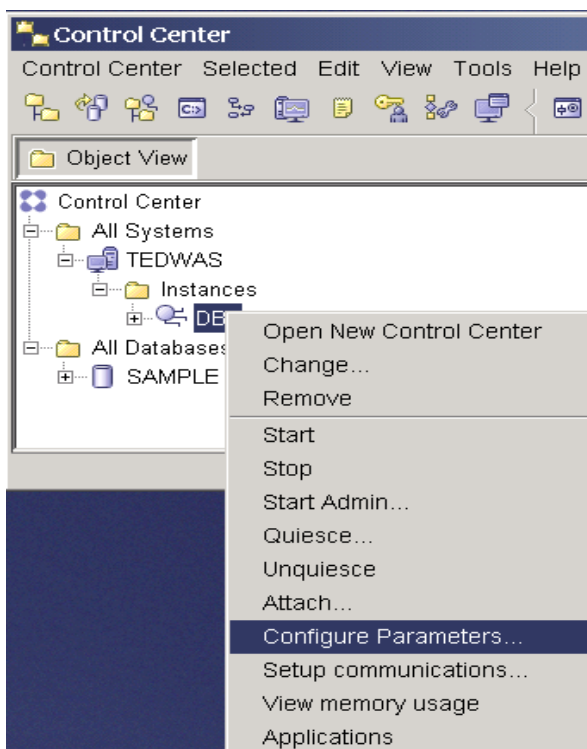 Control Center
Control Center Selected Edit View Tools Help
Object View
Control Center
All Systems
TEDWAS
Instances
All Databases
SAMPLE
Open New Control Center
Change...
Remove
Start
Stop
Start Admin...
Quiesce...
Unquiesce
Attach...
Configure Parameters...
Setup communications...
View memory usage
Applications